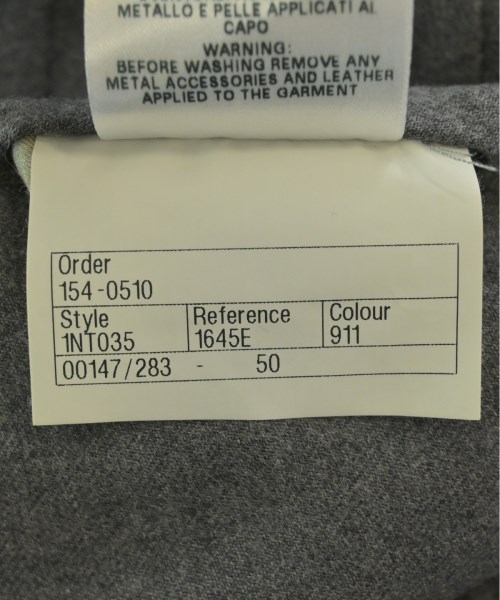 METALLO E PELLE APPLICATI AL
CAPO
WARNING:
BEFORE WASHING REMOVE ANY
METAL ACCESSORIES AND LEATHER
APPLIED TO THE GARMENT
Order
154-0510
Style Reference Colour
1NT035 1645E 911
00147/283 - 50